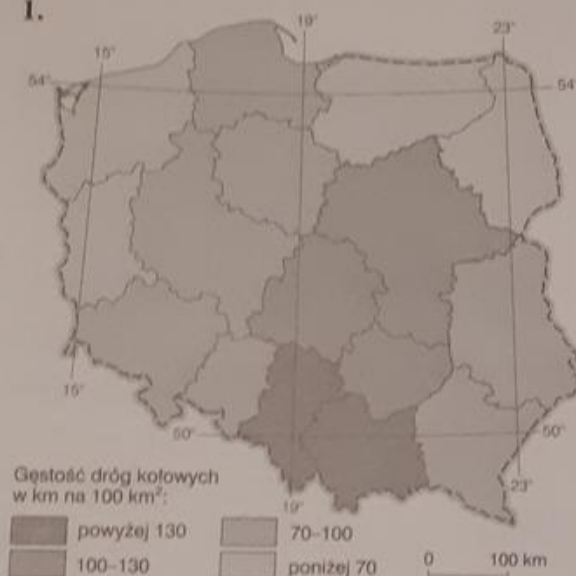 1.
19°
23°
15°
54°
54°
15°
50°
50°
23°
19°
Gęstość dróg kołowych
w km na 100 km²:
powyżej 130
70–100
100–130
poniżej 70
0 100 km